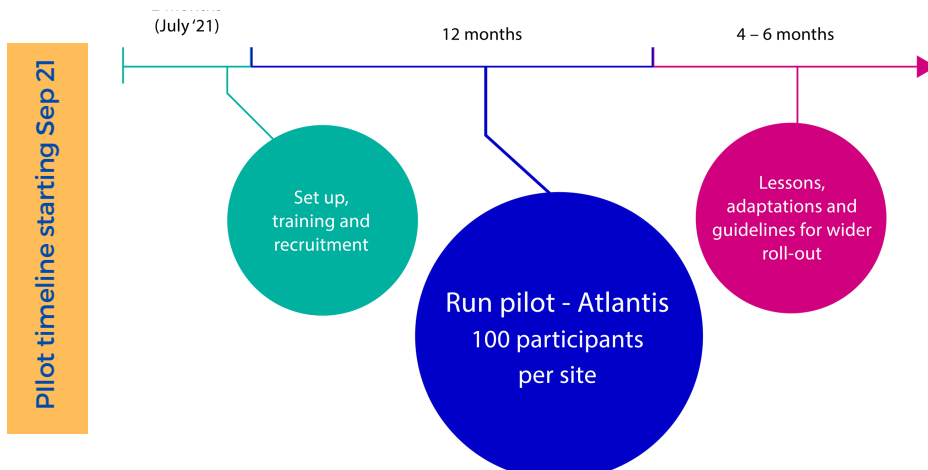 (July ‘21)
12 months
4 – 6 months
PIlot timeline starting Sep 21
Set up,
training and
recruitment
Run pilot - Atlantis
100 participants
per site
Lessons,
adaptations and
guidelines for wider
roll-out